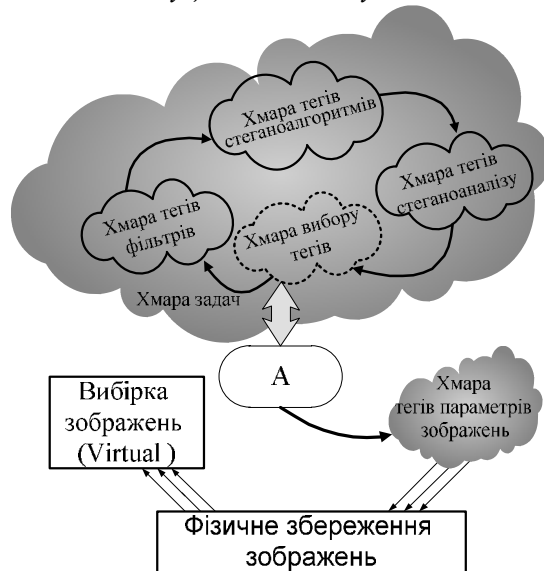 Хмара тегів
стеганоалгоритмів
Хмара тегів
стеганоаналізу
Хмара тегів
фільтрів
Хмара вибору
тегів
Хмара задач
А
Вибірка
зображень
(Virtual )
Хмара
тегів параметрів
зображень
Фізичне збереження
зображень